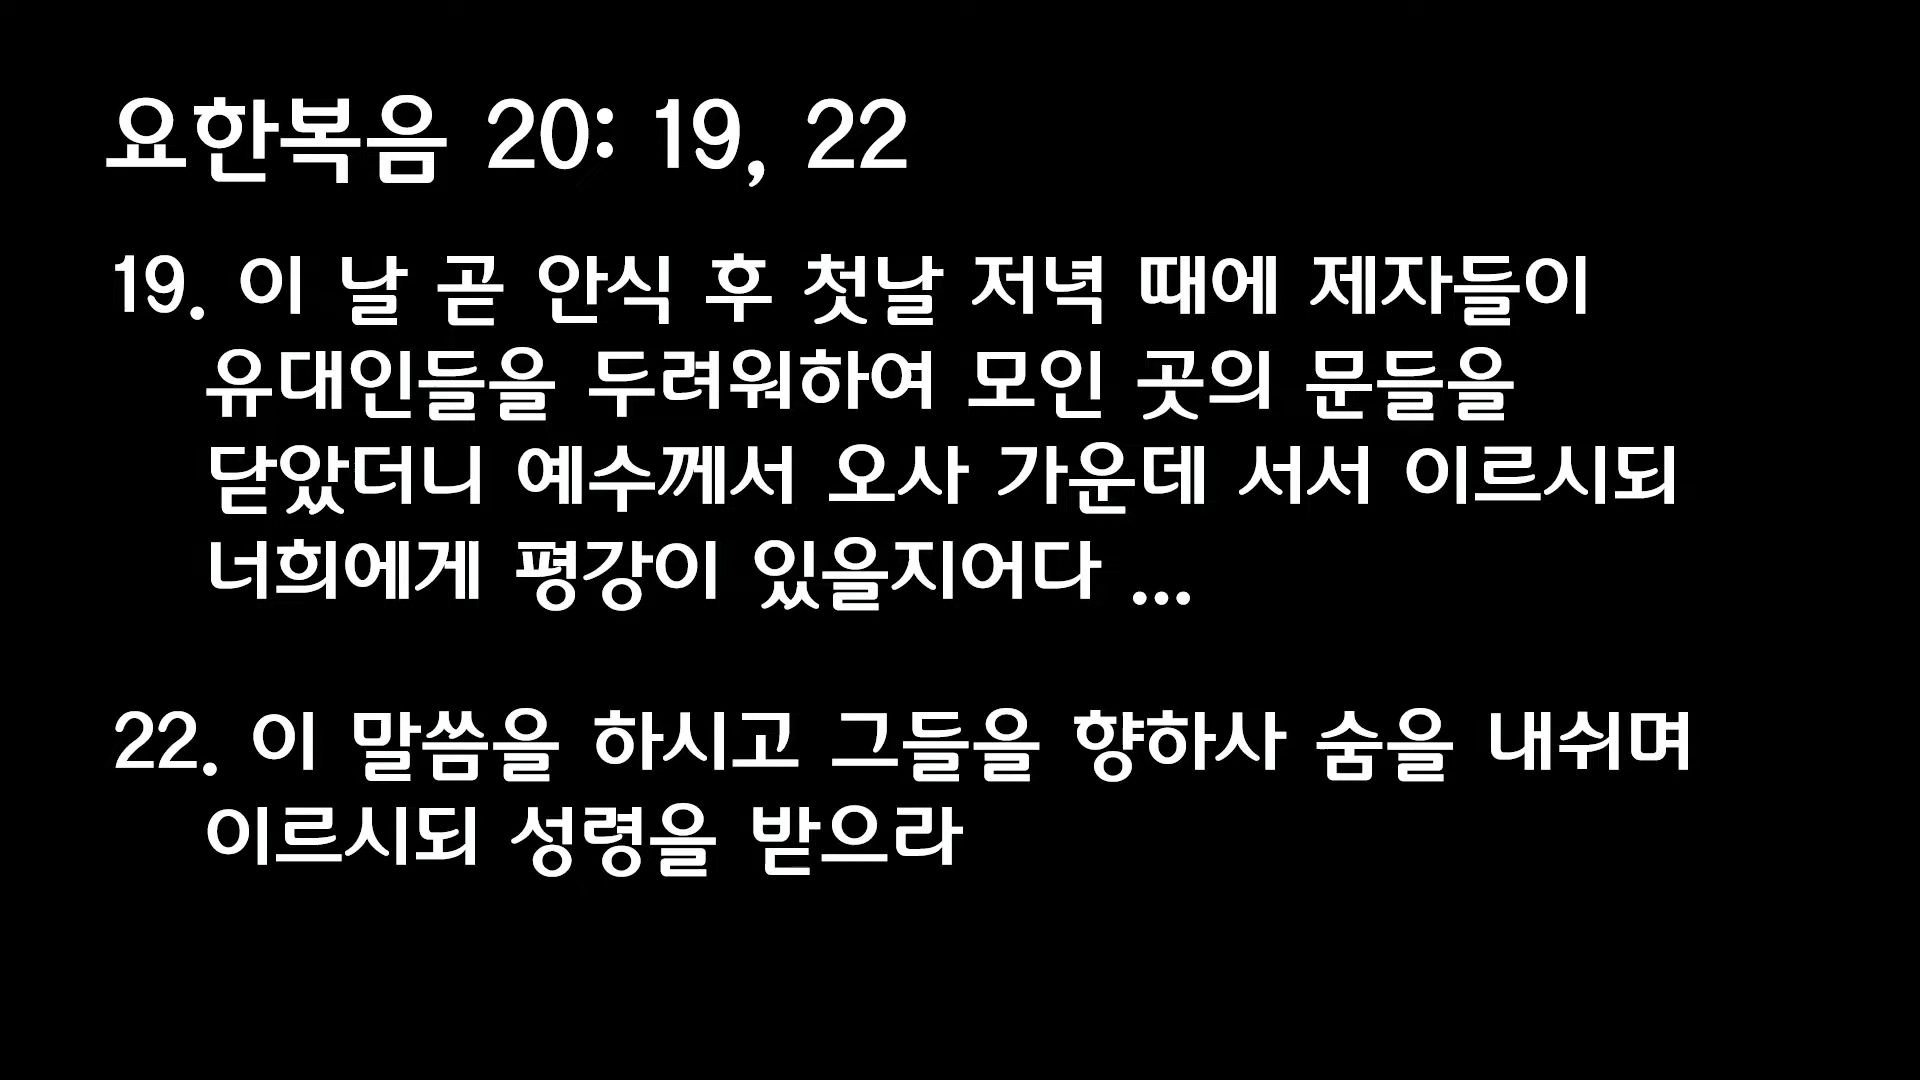 요한복음 20: 19, 22
19. 이 날 곧 안식 후 첫날 저녁 때에 제자들이
유대인들을 두려워하여 모인 곳의 문들을
닫았더니 예수께서 오사 가운데 서서 이르시되
너희에게 평강이 있을지어다 ...
22. 이 말씀을 하시고 그들을 향하사 숨을 내쉬며
이르시되 성령을 받으라